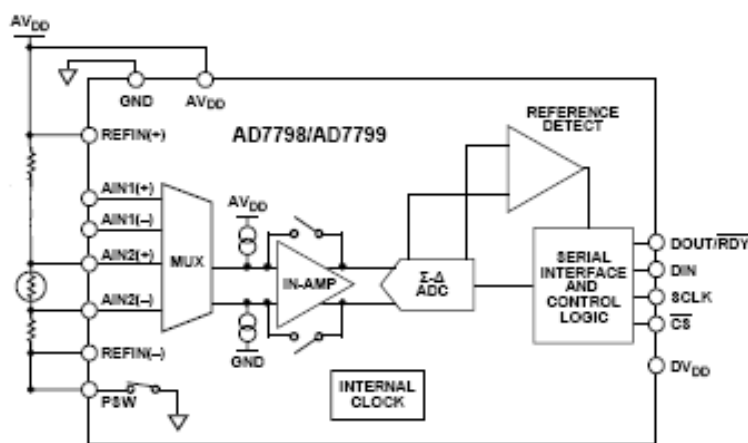 AVDD
GND
AVDD
REFIN(+)
AD7798/AD7799
REFERENCE
DETECT
AIN1(+)
AIN1(–)
AIN2(+)
AIN2(–)
REFIN(–)
PSW
MUX
AVDD
GND
IN-AMP
Σ-Δ
ADC
SERIAL
INTERFACE
AND
CONTROL
LOGIC
DOUT/RDY
DIN
SCLK
CS
DVDD
INTERNAL
CLOCK